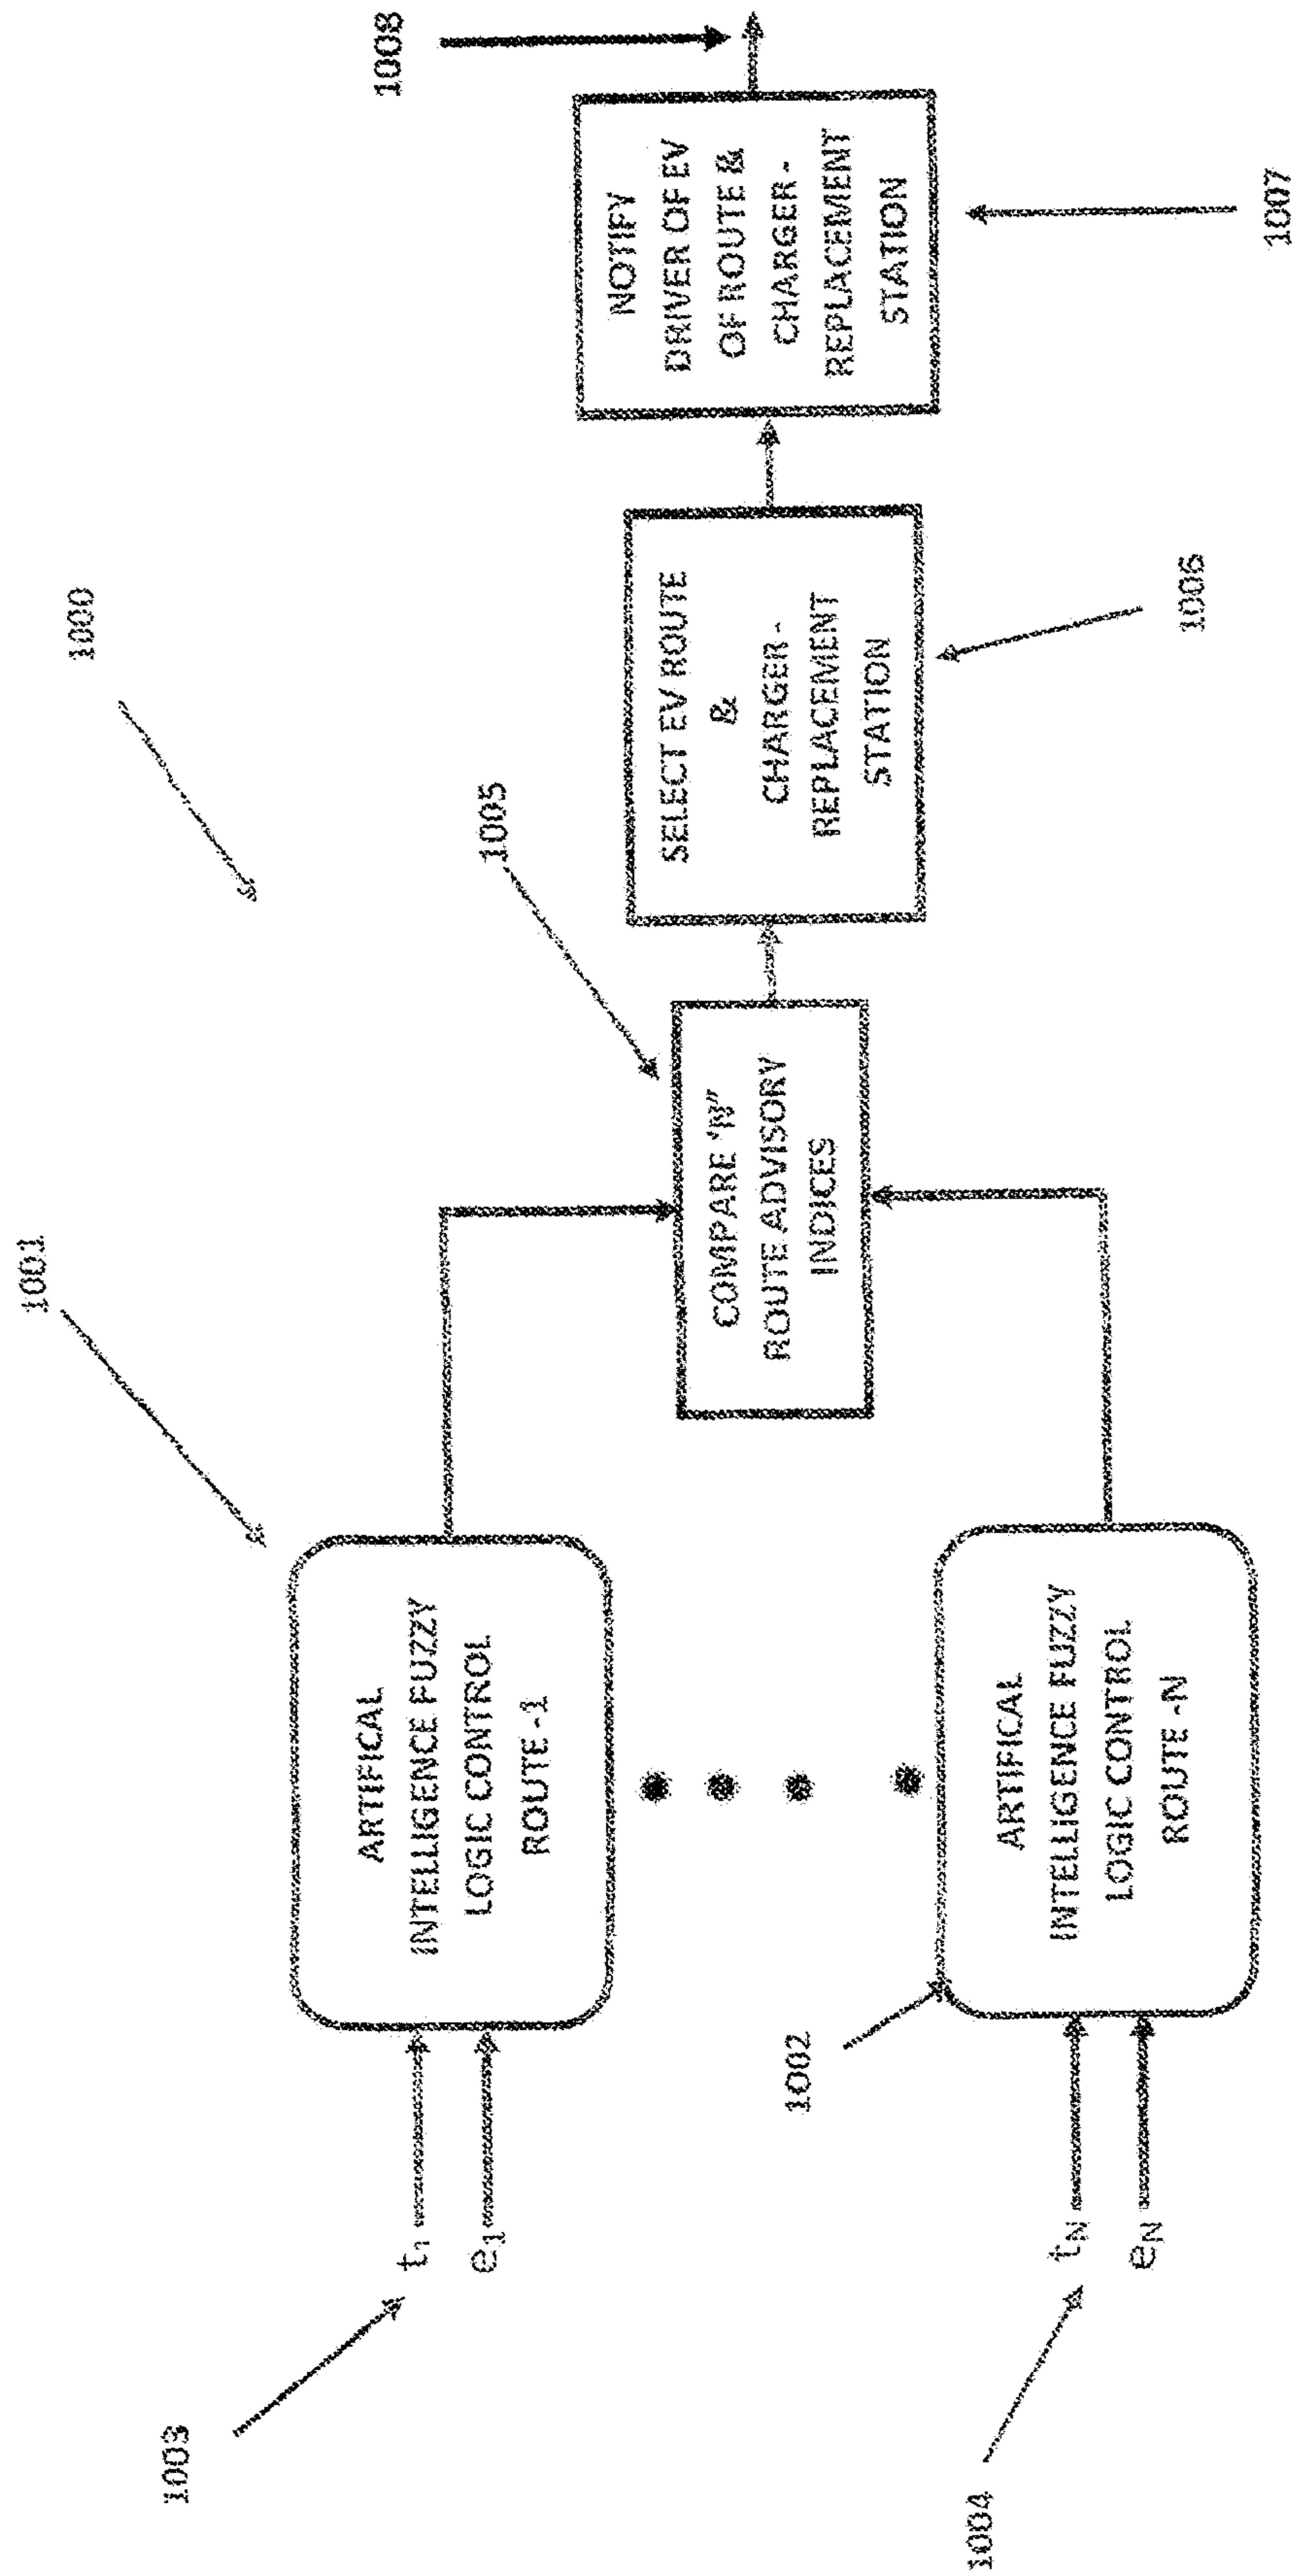 1000
1001
1003
t1
e1
ARTIFICAL
INTELLIGENCE FUZZY
LOGIC CONTROL
ROUTE -1
1002
1004
tN
eN
ARTIFICAL
INTELLIGENCE FUZZY
LOGIC CONTROL
ROUTE -N
1005
COMPARE 'N"
ROUTE ADVISORY
INDICES
SELECT EV ROUTE
&
CHARGER-
REPLACEMENT
STATION
1006
NOTIFY
DRIVER OF EV
OF ROUTE &
CHARGER-
REPLACEMENT
STATION
1007
1008